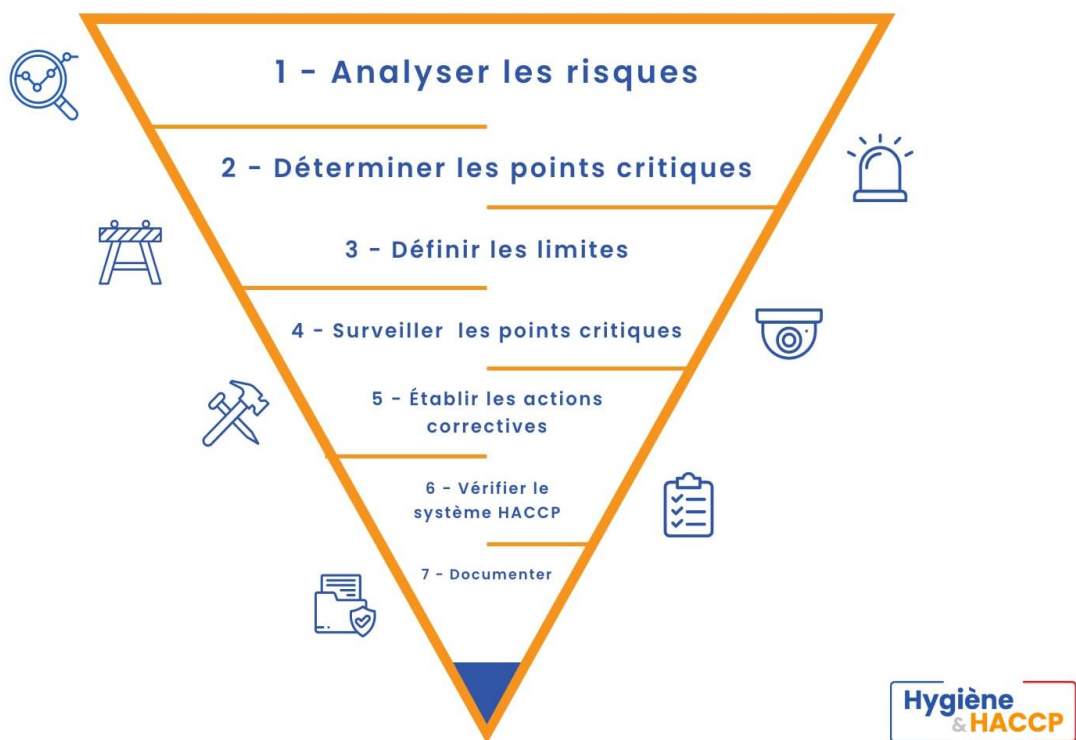 1 - Analyser les risques
2 - Déterminer les points critiques
3 - Définir les limites
4 - Surveiller les points critiques
5 - Établir les actions
correctives
6 - Vérifier le
système HACCP
7 - Documenter
Hygiène
& HACCP